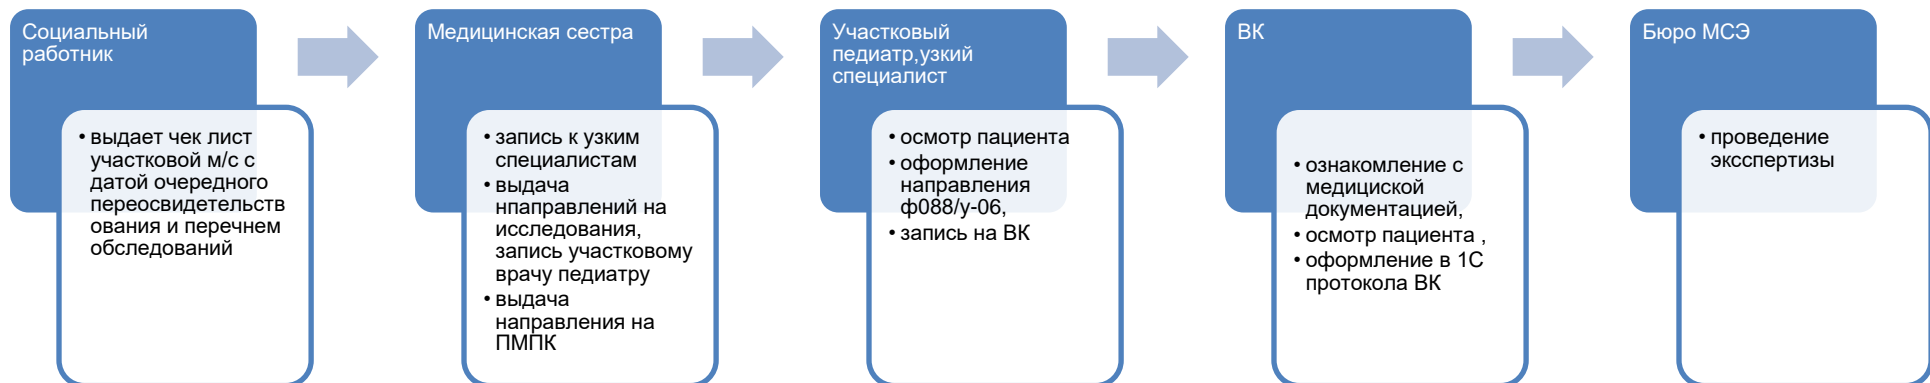 Социальный
работник
• выдает чек лист
участковой м/с с
датой очередного
переосвидетельств
ования и перечнем
обследований
Медицинская сестра
• запись к узким
специалистам
• выдача
нпаправлений на
исследования,
запись участковому
врачу педиатру
• выдача
направления на
ПМПК
Участковый
педиатр,узкий
специалист
• осмотр пациента
• оформление
направления
ф088/у-06,
• запись на ВК
ВК
• ознакомление с
медициской
документацией,
• осмотр пациента ,
• оформление в 1С
протокола ВК
Бюро МСЭ
• проведение
эксспертизы